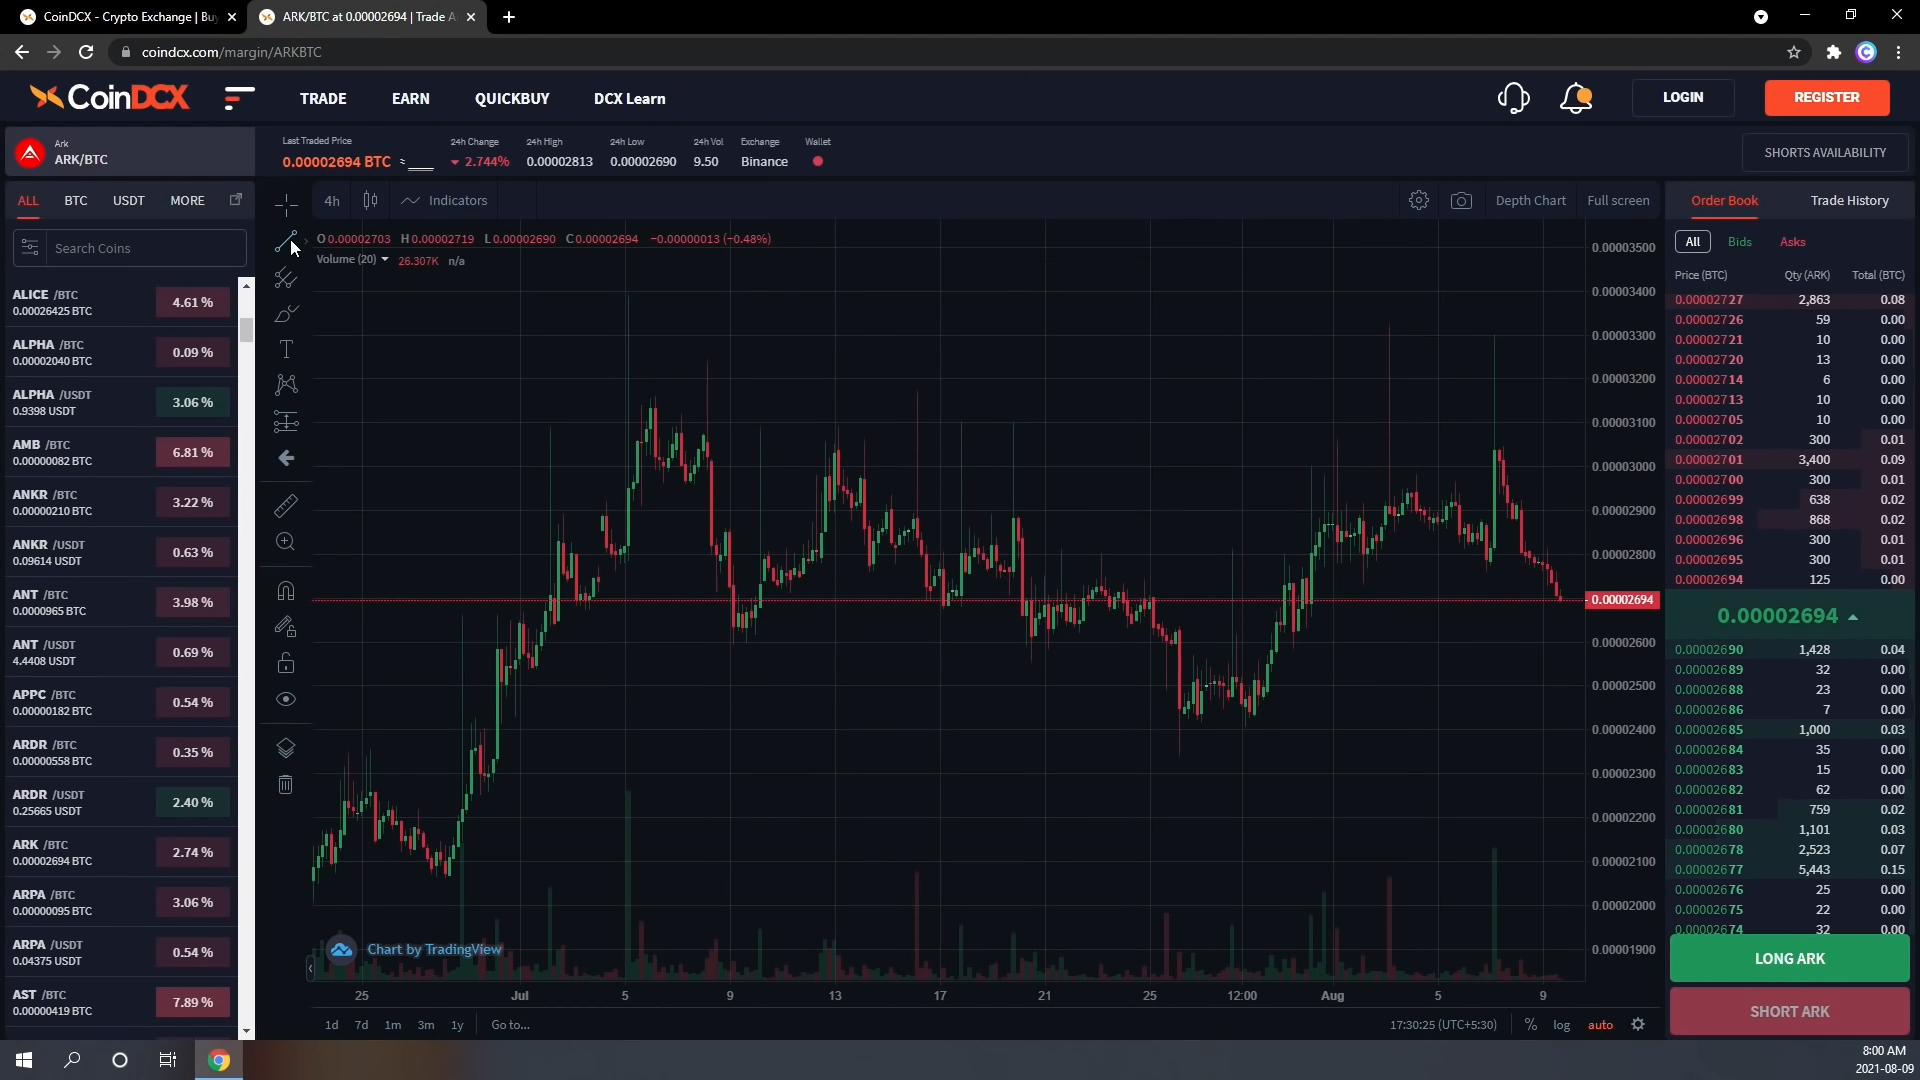 CoinDCX - Crypto Exchange | Bu
ARK/BTC at 0.00002694 | Trade A
coindcx.com/margin/ARKBTC
CoinDCX
TRADE
EARN
QUICKBUY
DCX Learn
LOGIN
REGISTER
Ark
ARK/BTC
Last Traded Price
0.00002694 BTC ≈
24h Change
2.744%
24h High
0.00002813
24h Low
0.00002690
24h Vol
9.50
Exchange
Binance
Wallet
SHORTS AVAILABILITY
ALL BTC USDT MORE
Search Coins
ALICE /BTC
0.00026425 BTC
4.61 %
ALPHA /BTC
0.00002040 BTC
0.09 %
ALPHA /USDT
0.9398 USDT
3.06 %
AMB /BTC
0.00000082 BTC
6.81 %
ANKR /BTC
0.00000210 BTC
3.22 %
ANKR /USDT
0.09614 USDT
0.63 %
ANT /BTC
0.0000965 BTC
3.98 %
ANT /USDT
4.4408 USDT
0.69 %
APPC /BTC
0.00000182 BTC
0.54 %
ARDR /BTC
0.00000558 BTC
0.35 %
ARDR /USDT
0.25665 USDT
2.40 %
ARK /BTC
0.00002694 BTC
2.74 %
ARPA /BTC
0.00000095 BTC
3.06 %
ARPA /USDT
0.04375 USDT
0.54 %
AST /BTC
0.00000419 BTC
7.89 %
4h
Indicators
Depth Chart
Full screen
O0.00002703 H0.00002719 L0.00002690 C0.00002694 −0.00000013 (−0.48%)
Volume (20) 26.307K n/a
0.00003500
0.00003400
0.00003300
0.00003200
0.00003100
0.00003000
0.00002900
0.00002800
0.00002694
0.00002600
0.00002500
0.00002400
0.00002300
0.00002200
0.00002100
0.00002000
0.00001900
Chart by TradingView
25 Jul 5 9 13 17 21 25 12:00 Aug 5 9
1d 7d 1m 3m 1y Go to...
17:30:25 (UTC+5:30) % log auto
Order Book
Trade History
All Bids Asks
Price (BTC) Qty (ARK) Total (BTC)
0.00002727 2,863 0.08
0.00002726 59 0.00
0.00002721 10 0.00
0.00002720 13 0.00
0.00002714 6 0.00
0.00002713 10 0.00
0.00002705 10 0.00
0.00002702 300 0.01
0.00002701 3,400 0.09
0.00002700 300 0.01
0.00002699 638 0.02
0.00002698 868 0.02
0.00002696 300 0.01
0.00002695 300 0.01
0.00002694 125 0.00
0.00002694
0.00002690 1,428 0.04
0.00002689 32 0.00
0.00002688 23 0.00
0.00002686 7 0.00
0.00002685 1,000 0.03
0.00002684 35 0.00
0.00002683 15 0.00
0.00002682 62 0.00
0.00002681 759 0.02
0.00002680 1,101 0.03
0.00002678 2,523 0.07
0.00002677 5,443 0.15
0.00002676 25 0.00
0.00002675 22 0.00
0.00002674 32 0.00
LONG ARK
SHORT ARK
8:00 AM
2021-08-09